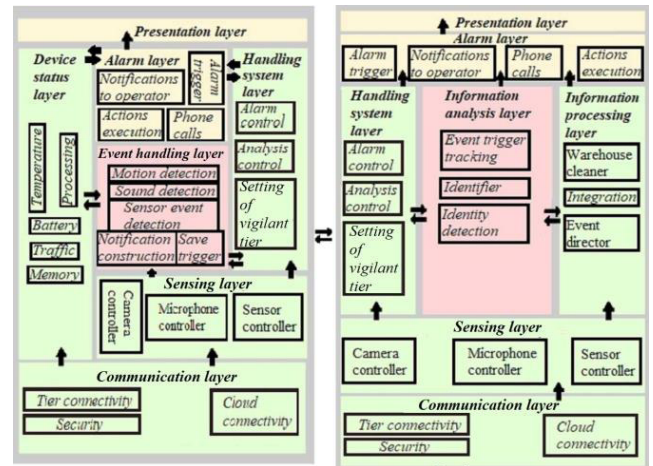 Presentation layer
Device
status
layer
Alarm layer
Notifications
to operator
Alarm
trigger
Actions
execution
Phone
calls
Handling
system
layer
Alarm
control
Analysis
control
Setting
of
vigilant
tier
Temperature
Processing
Battery
Traffic
Memory
Event handling layer
Motion detection
Sound detection
Sensor event
detection
Notification
construction
Save
trigger
Sensing layer
Camera
controller
Microphone
controller
Sensor
controller
Communication layer
Tier connectivity
Security
Cloud
connectivity
Presentation layer
Alarm layer
Alarm
trigger
Notifications
to operator
Phone
calls
Actions
execution
Handling
system
layer
Alarm
control
Analysis
control
Setting
of
vigilant
tier
Information
analysis layer
Event trigger
tracking
Identifier
Identity
detection
Information
processing
layer
Warehouse
cleaner
Integration
Event
director
Sensing layer
Camera
controller
Microphone
controller
Sensor
controller
Communication layer
Tier connectivity
Security
Cloud
connectivity